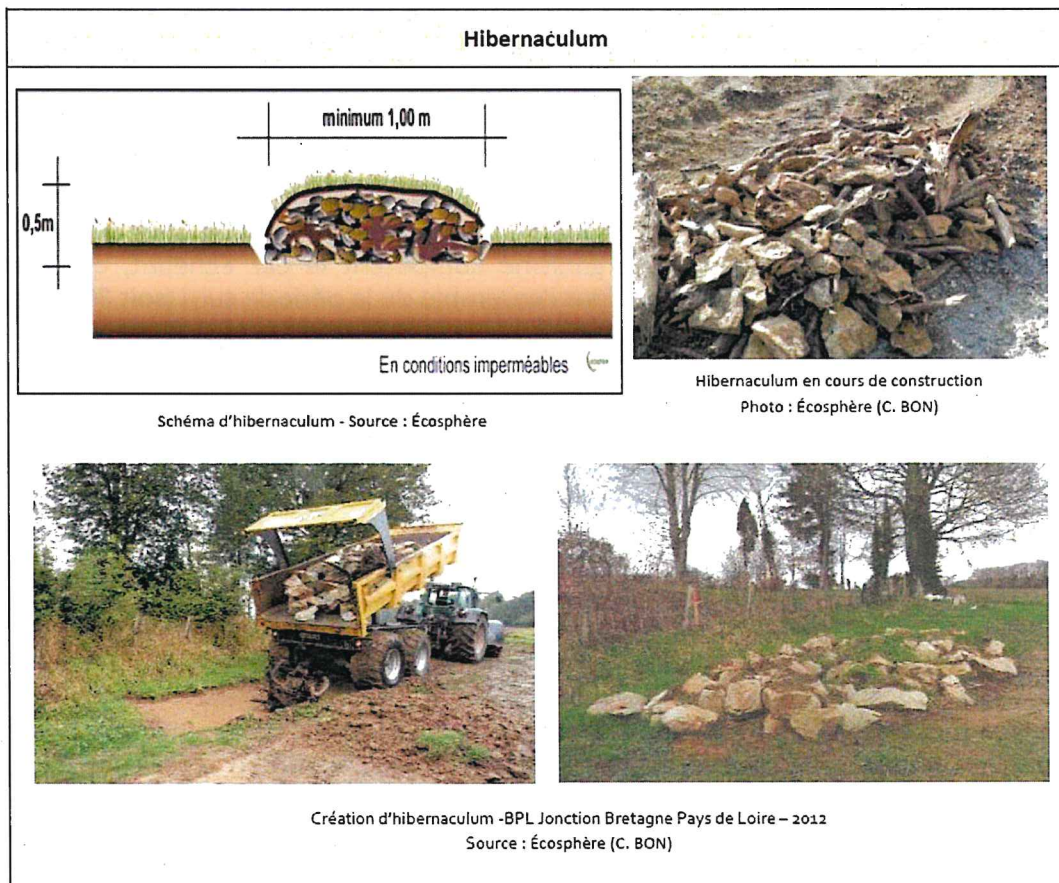 Hibernaculum
minimum 1,00 m
0,5m
En conditions imperméables
Schéma d'hibernaculum - Source : Écosphère
Hibernaculum en cours de construction
Photo : Écosphère (C. BON)
Création d'hibernaculum -BPL Jonction Bretagne Pays de Loire – 2012
Source : Écosphère (C. BON)